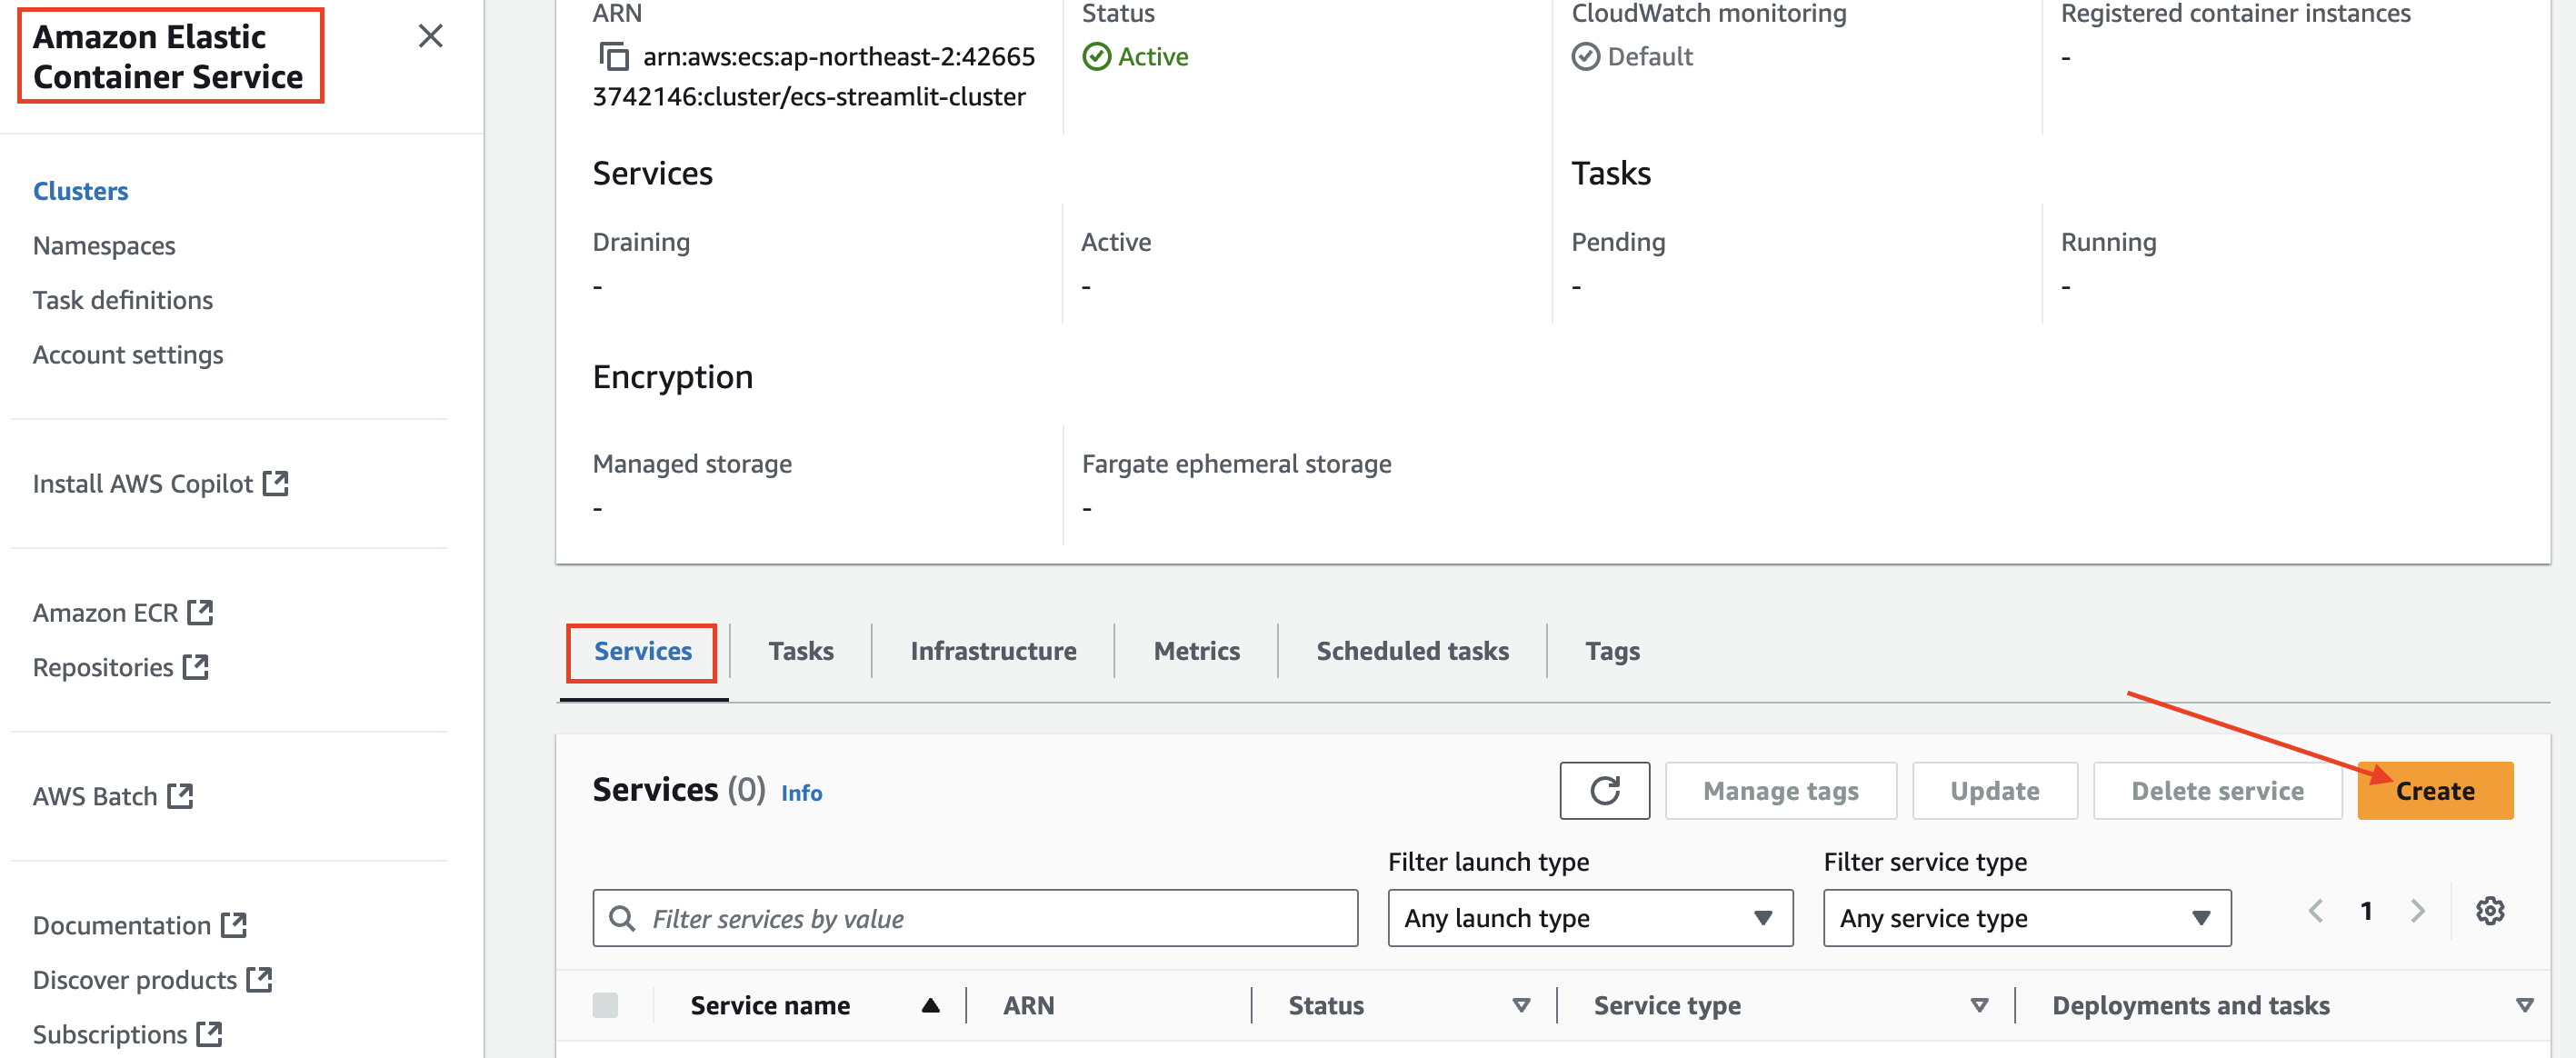 Amazon Elastic
Container Service
Clusters
Namespaces
Task definitions
Account settings
Install AWS Copilot
Amazon ECR
Repositories
AWS Batch
Documentation
Discover products
Subscriptions
ARN
arn:aws:ecs:ap-northeast-2:42665
3742146:cluster/ecs-streamlit-cluster
Status
Active
CloudWatch monitoring
Default
Registered container instances
-
Services
Tasks
Draining
-
Active
-
Pending
-
Running
-
Encryption
Managed storage
-
Fargate ephemeral storage
-
Services
Tasks
Infrastructure
Metrics
Scheduled tasks
Tags
Services (0) Info
Manage tags
Update
Delete service
Create
Filter launch type
Filter service type
Filter services by value
Any launch type
Any service type
1
Service name
ARN
Status
Service type
Deployments and tasks